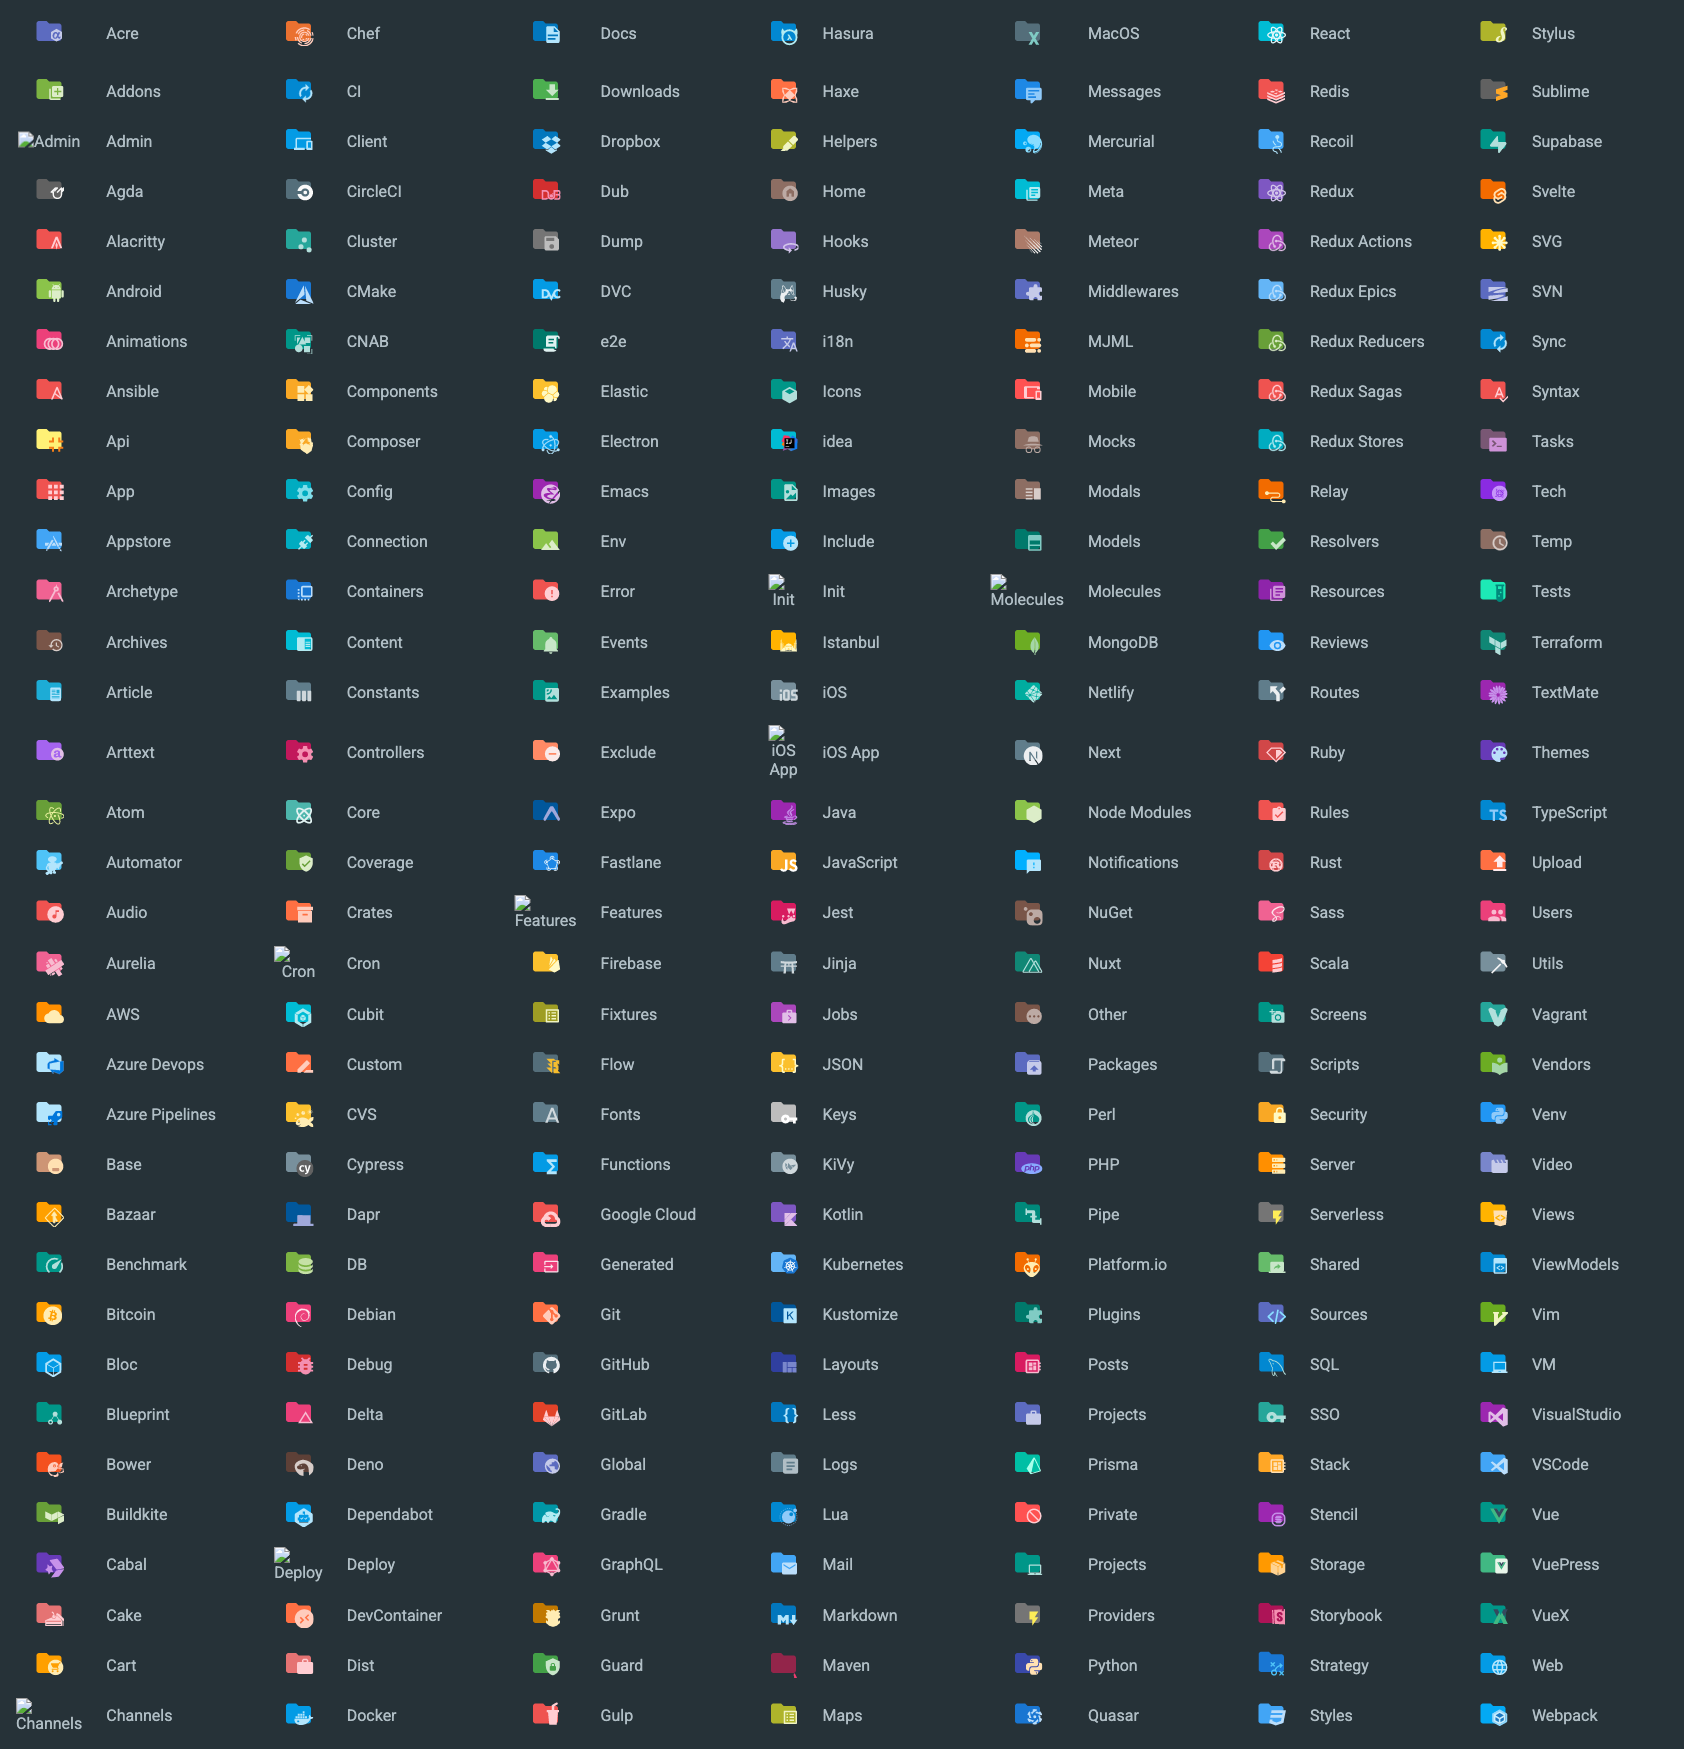 Acre Chef Docs Hasura MacOS React Stylus
Addons CI Downloads Haxe Messages Redis Sublime
Admin Admin Client Dropbox Helpers Mercurial Recoil Supabase
Agda CircleCI Dub Home Meta Redux Svelte
Alacritty Cluster Dump Hooks Meteor Redux Actions SVG
Android CMake DVC Husky Middlewares Redux Epics SVN
Animations CNAB e2e i18n MJML Redux Reducers Sync
Ansible Components Elastic Icons Mobile Redux Sagas Syntax
Api Composer Electron idea Mocks Redux Stores Tasks
App Config Emacs Images Modals Relay Tech
Appstore Connection Env Include Models Resolvers Temp
Archetype Containers Error Init Init Molecules Molecules Resources Tests
Archives Content Events Istanbul MongoDB Reviews Terraform
Article Constants Examples iOS Netlify Routes TextMate
Arttext Controllers Exclude iOS App iOS App Next Ruby Themes
Atom Core Expo Java Node Modules Rules TypeScript
Automator Coverage Fastlane JavaScript Notifications Rust Upload
Audio Crates Features Features Jest NuGet Sass Users
Aurelia Cron Cron Firebase Jinja Nuxt Scala Utils
AWS Cubit Fixtures Jobs Other Screens Vagrant
Azure Devops Custom Flow JSON Packages Scripts Vendors
Azure Pipelines CVS Fonts Keys Perl Security Venv
Base Cypress Functions KiVy PHP Server Video
Bazaar Dapr Google Cloud Kotlin Pipe Serverless Views
Benchmark DB Generated Kubernetes Platform.io Shared ViewModels
Bitcoin Debian Git Kustomize Plugins Sources Vim
Bloc Debug GitHub Layouts Posts SQL VM
Blueprint Delta GitLab Less Projects SSO VisualStudio
Bower Deno Global Logs Prisma Stack VSCode
Buildkite Dependabot Gradle Lua Private Stencil Vue
Cabal Deploy Deploy GraphQL Mail Projects Storage VuePress
Cake DevContainer Grunt Markdown Providers Storybook VueX
Cart Dist Guard Maven Python Strategy Web
Channels Channels Docker Gulp Maps Quasar Styles Webpack